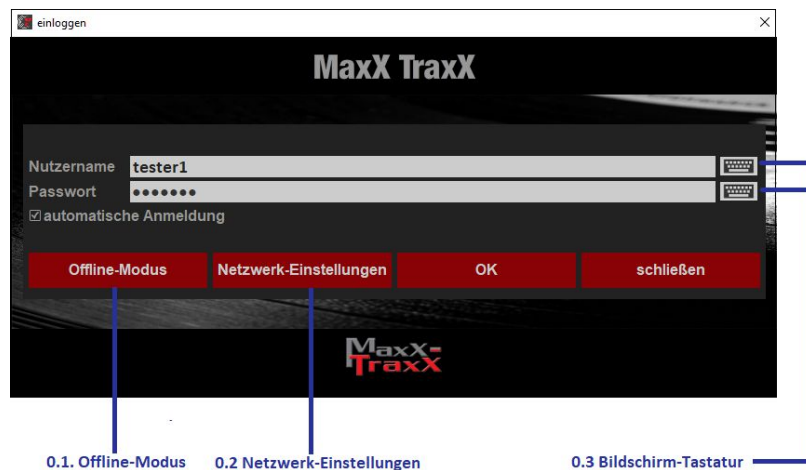 einloggen
MaxX TraxX
Nutzername tester1
Passwort •••••••
automatische Anmeldung
Offline-Modus Netzwerk-Einstellungen OK schließen
MaxX-
TraxX
0.1. Offline-Modus 0.2 Netzwerk-Einstellungen 0.3 Bildschirm-Tastatur